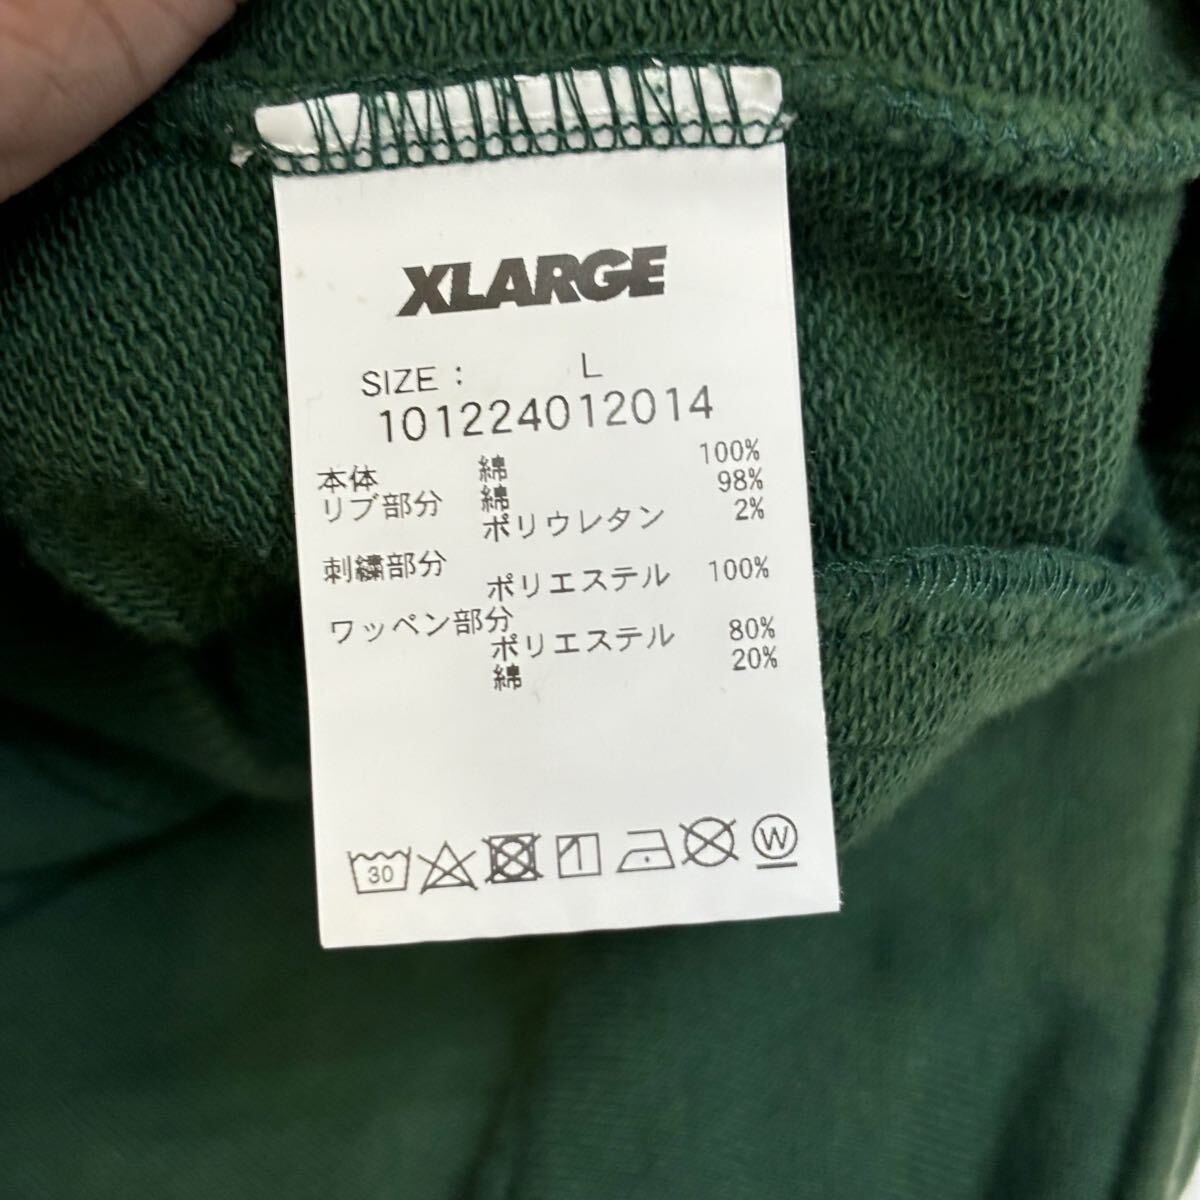 XLARGE
SIZE : L
101224012014
本体 綿 100%
リブ部分 綿 98%
ポリウレタン 2%
刺繍部分
ポリエステル 100%
ワッペン部分
ポリエステル 80%
綿 20%
30 W